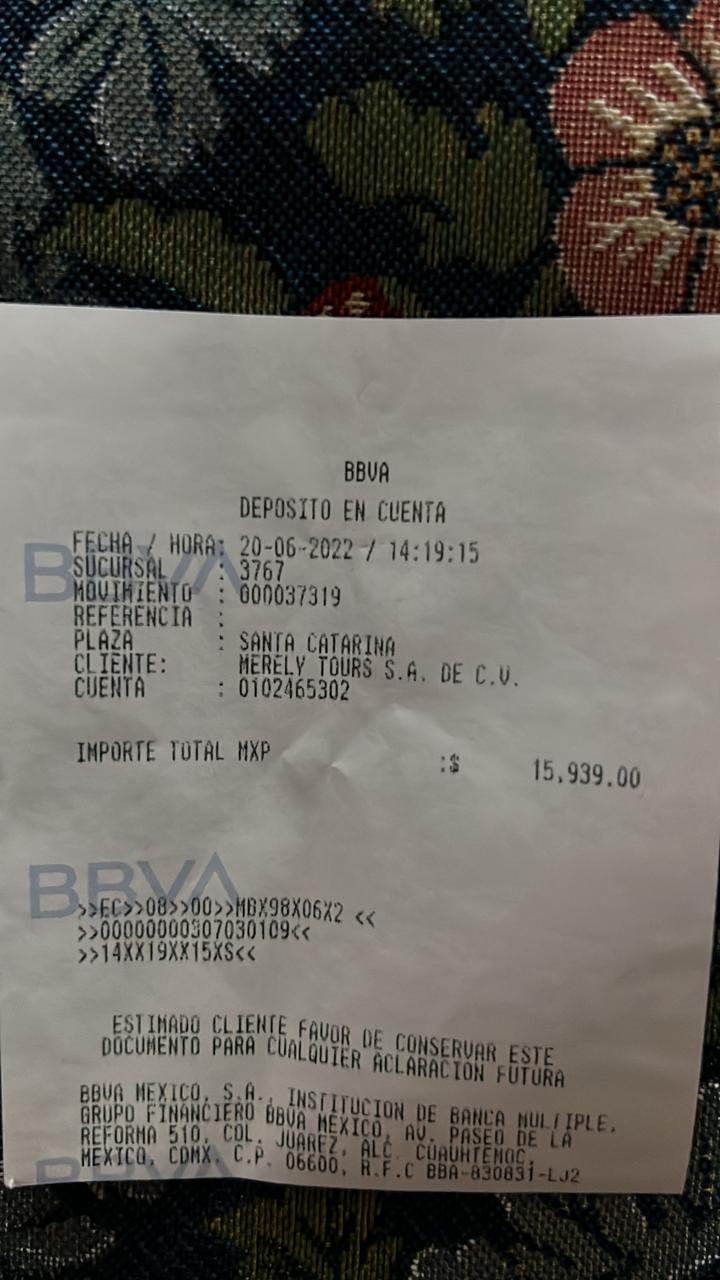 BBVA
DEPOSITO EN CUENTA
FECHA / HORA: 20-06-2022 / 14:19:15
SUCURSAL : 3767
MOVIMIENTO : 000037319
REFERENCIA :
PLAZA : SANTA CATARINA
CLIENTE: MERELY TOURS S.A. DE C.V.
CUENTA : 0102465302
IMPORTE TOTAL MXP :$ 15,939.00
BBVA
>>EC>>08>>00>>MBX98X06X2 <<
>>00000000307030109<<
>>14XX19XX15XS<<
ESTIMADO CLIENTE FAVOR DE CONSERVAR ESTE
DOCUMENTO PARA CUALQUIER ACLARACION FUTURA
BBVA MEXICO, S.A., INSTITUCION DE BANCA MULTIPLE,
GRUPO FINANCIERO BBVA MEXICO, AV. PASEO DE LA
REFORMA 510, COL. JUAREZ, ALC. CUAUHTEMOC,
MEXICO, CDMX. C.P. 06600, R.F.C BBA-830831-LJ2